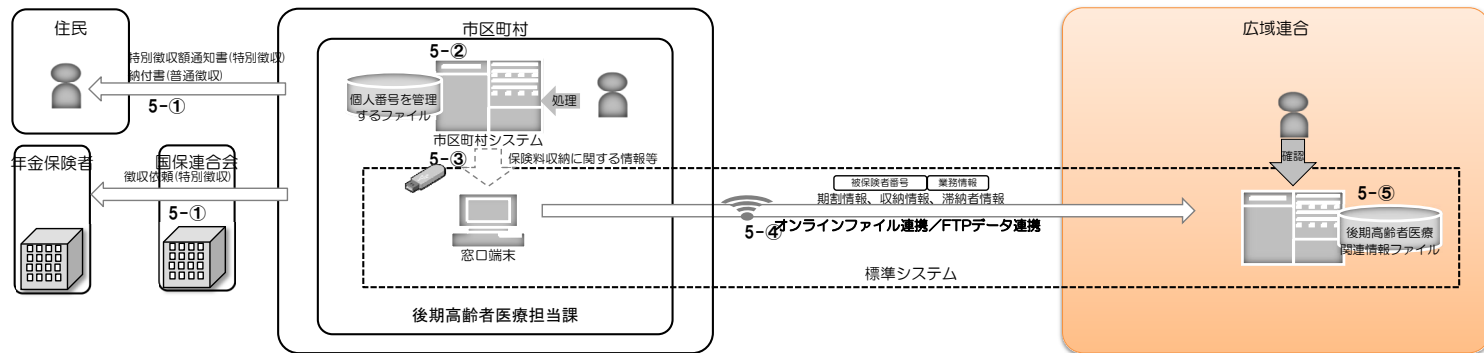 住民
特別徴収額通知書(特別徴収)
納付書(普通徴収)
5-①
年金保険者
国保連合会
徴収依頼(特別徴収)
5-①
市区町村
5-②
個人番号を管理
するファイル
処理
市区町村システム
5-③
保険料収納に関する情報等
窓口端末
後期高齢者医療担当課
被保険者番号
業務情報
期割情報、収納情報、滞納者情報
5-④
オンラインファイル連携/FTPデータ連携
標準システム
広域連合
確認
5-⑤
後期高齢者医療
関連情報ファイル